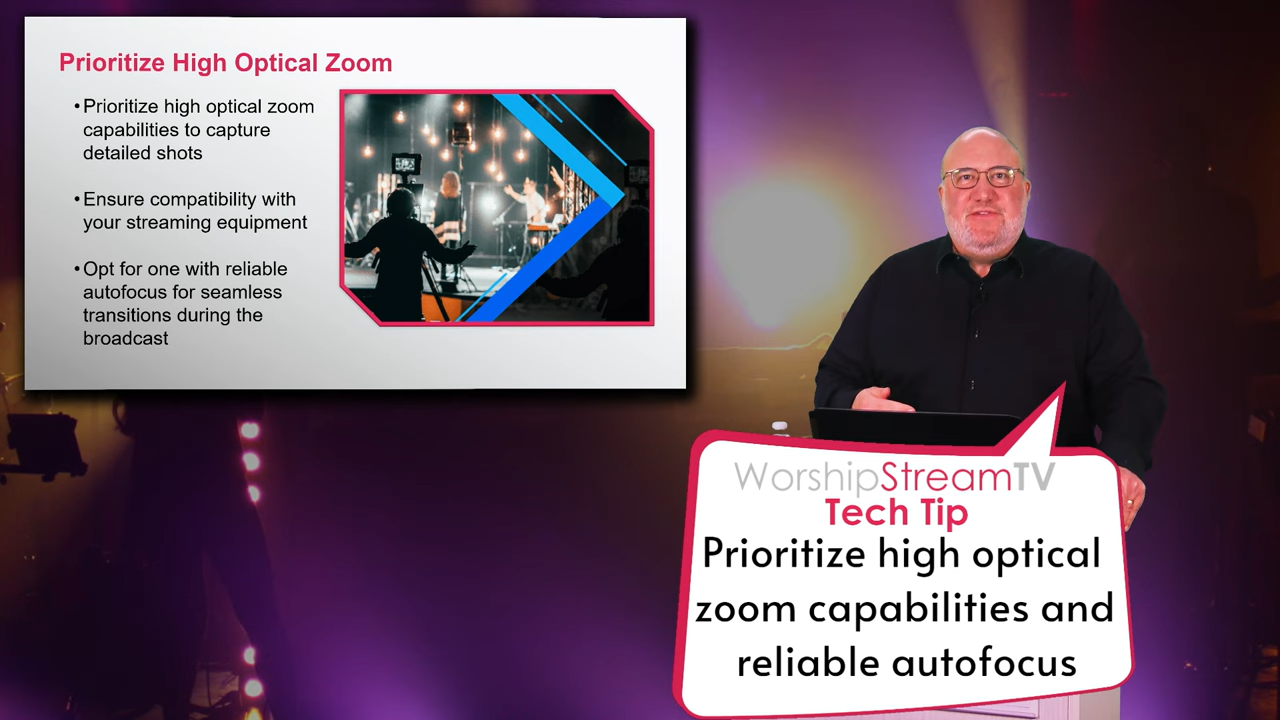 Prioritize High Optical Zoom
•Prioritize high optical zoom
capabilities to capture
detailed shots
•Ensure compatibility with
your streaming equipment
•Opt for one with reliable
autofocus for seamless
transitions during the
broadcast
WorshipStreamTV
Tech Tip
Prioritize high optical
zoom capabilities and
reliable autofocus